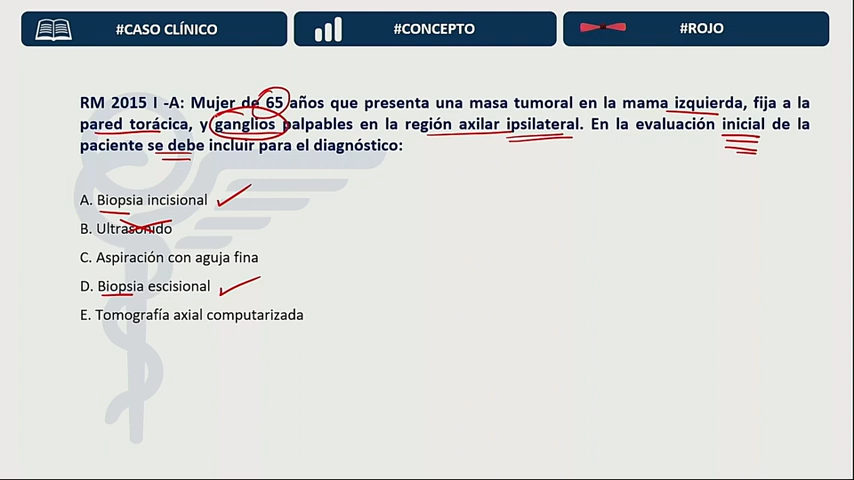 #CASO CLÍNICO
#CONCEPTO
#ROJO
RM 2015 I -A: Mujer de 65 años que presenta una masa tumoral en la mama izquierda, fija a la
pared torácica, y ganglios palpables en la región axilar ipsilateral. En la evaluación inicial de la
paciente se debe incluir para el diagnóstico:
A. Biopsia incisional
B. Ultrasonido
C. Aspiración con aguja fina
D. Biopsia escisional
E. Tomografía axial computarizada